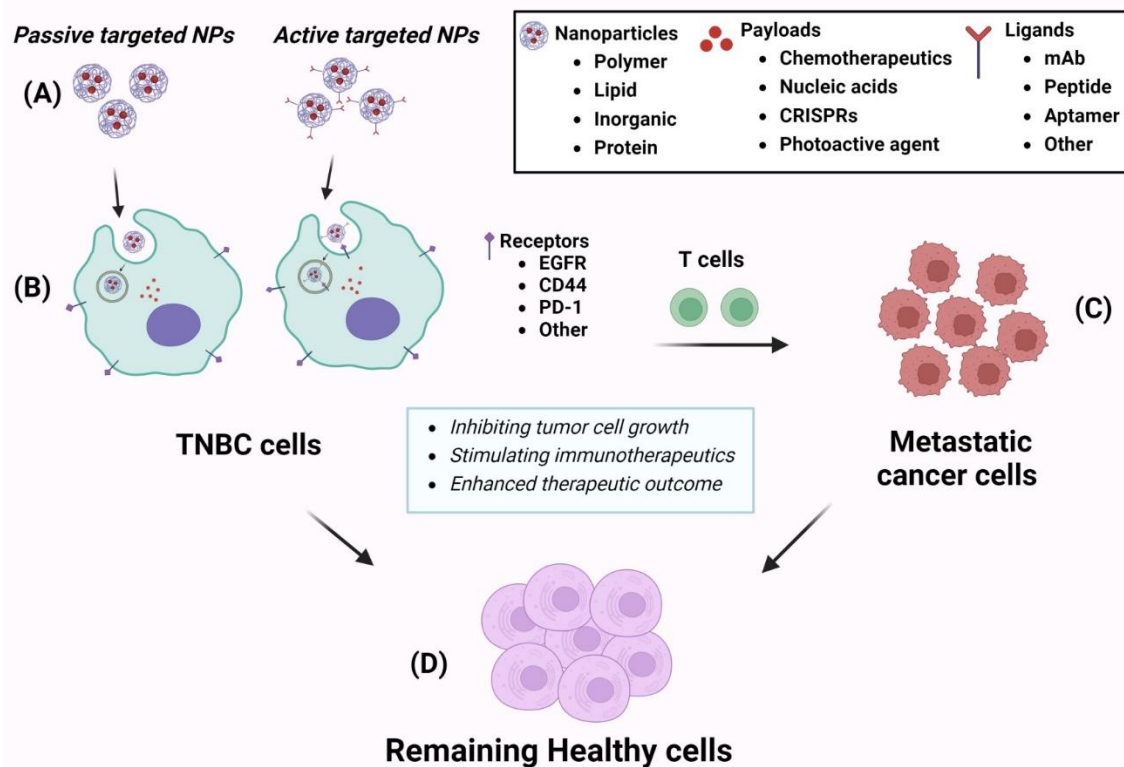 Passive targeted NPs
Active targeted NPs
(A)
Nanoparticles
• Polymer
• Lipid
• Inorganic
• Protein
Payloads
• Chemotherapeutics
• Nucleic acids
• CRISPRs
• Photoactive agent
Ligands
• mAb
• Peptide
• Aptamer
• Other
(B)
Receptors
• EGFR
• CD44
• PD-1
• Other
T cells
(C)
TNBC cells
• Inhibiting tumor cell growth
• Stimulating immunotherapeutics
• Enhanced therapeutic outcome
Metastatic
cancer cells
(D)
Remaining Healthy cells